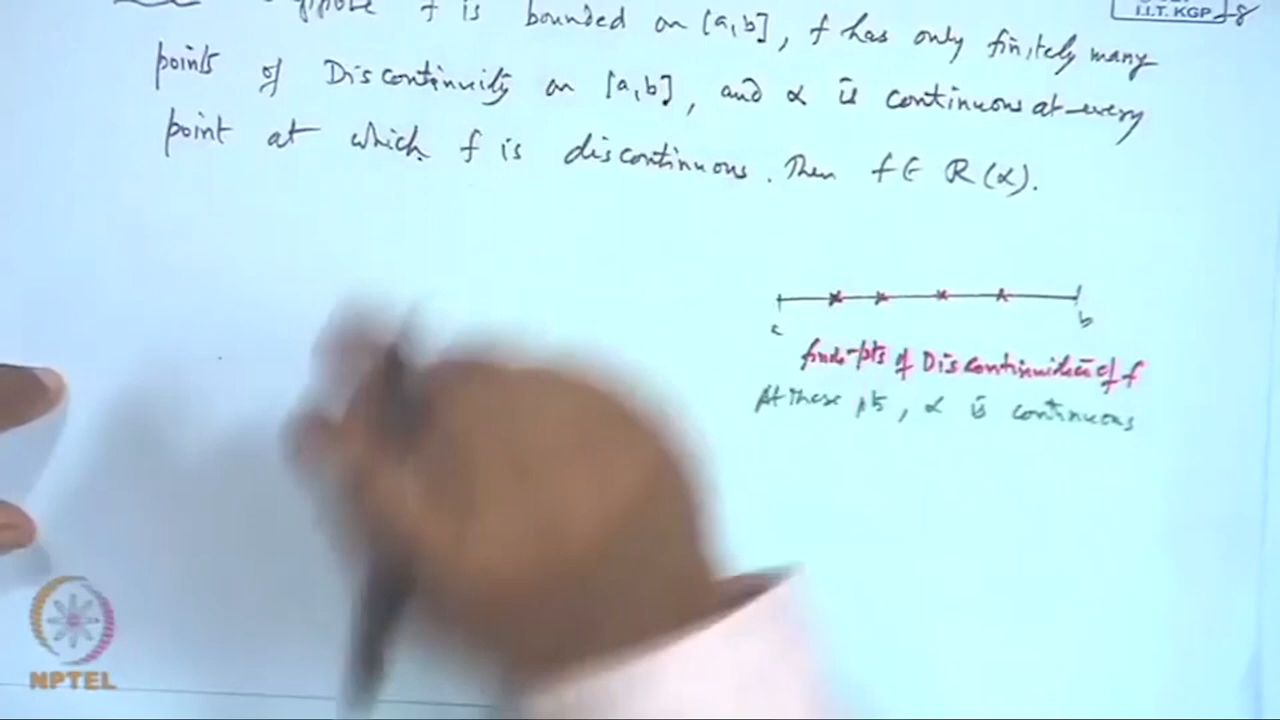 f is bounded on [a,b], f has only finitely many
points of Discontinuity on [a,b], and α is continuous at every
point at which f is discontinuous. Then f ∈ R(α).
I.I.T. KGP
a b
pts of Discontinuities of f
At these pts, α is continuous
NPTEL